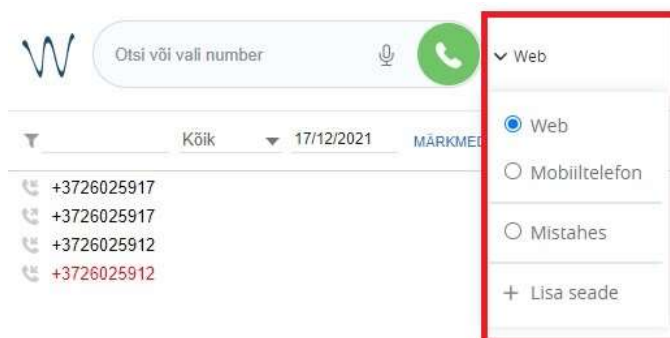 W
Otsi või vali number
Web
Kõik
17/12/2021
MÄRKMED
+3726025917
+3726025917
+3726025912
+3726025912
Web
Mobiiltelefon
Mistahes
+ Lisa seade